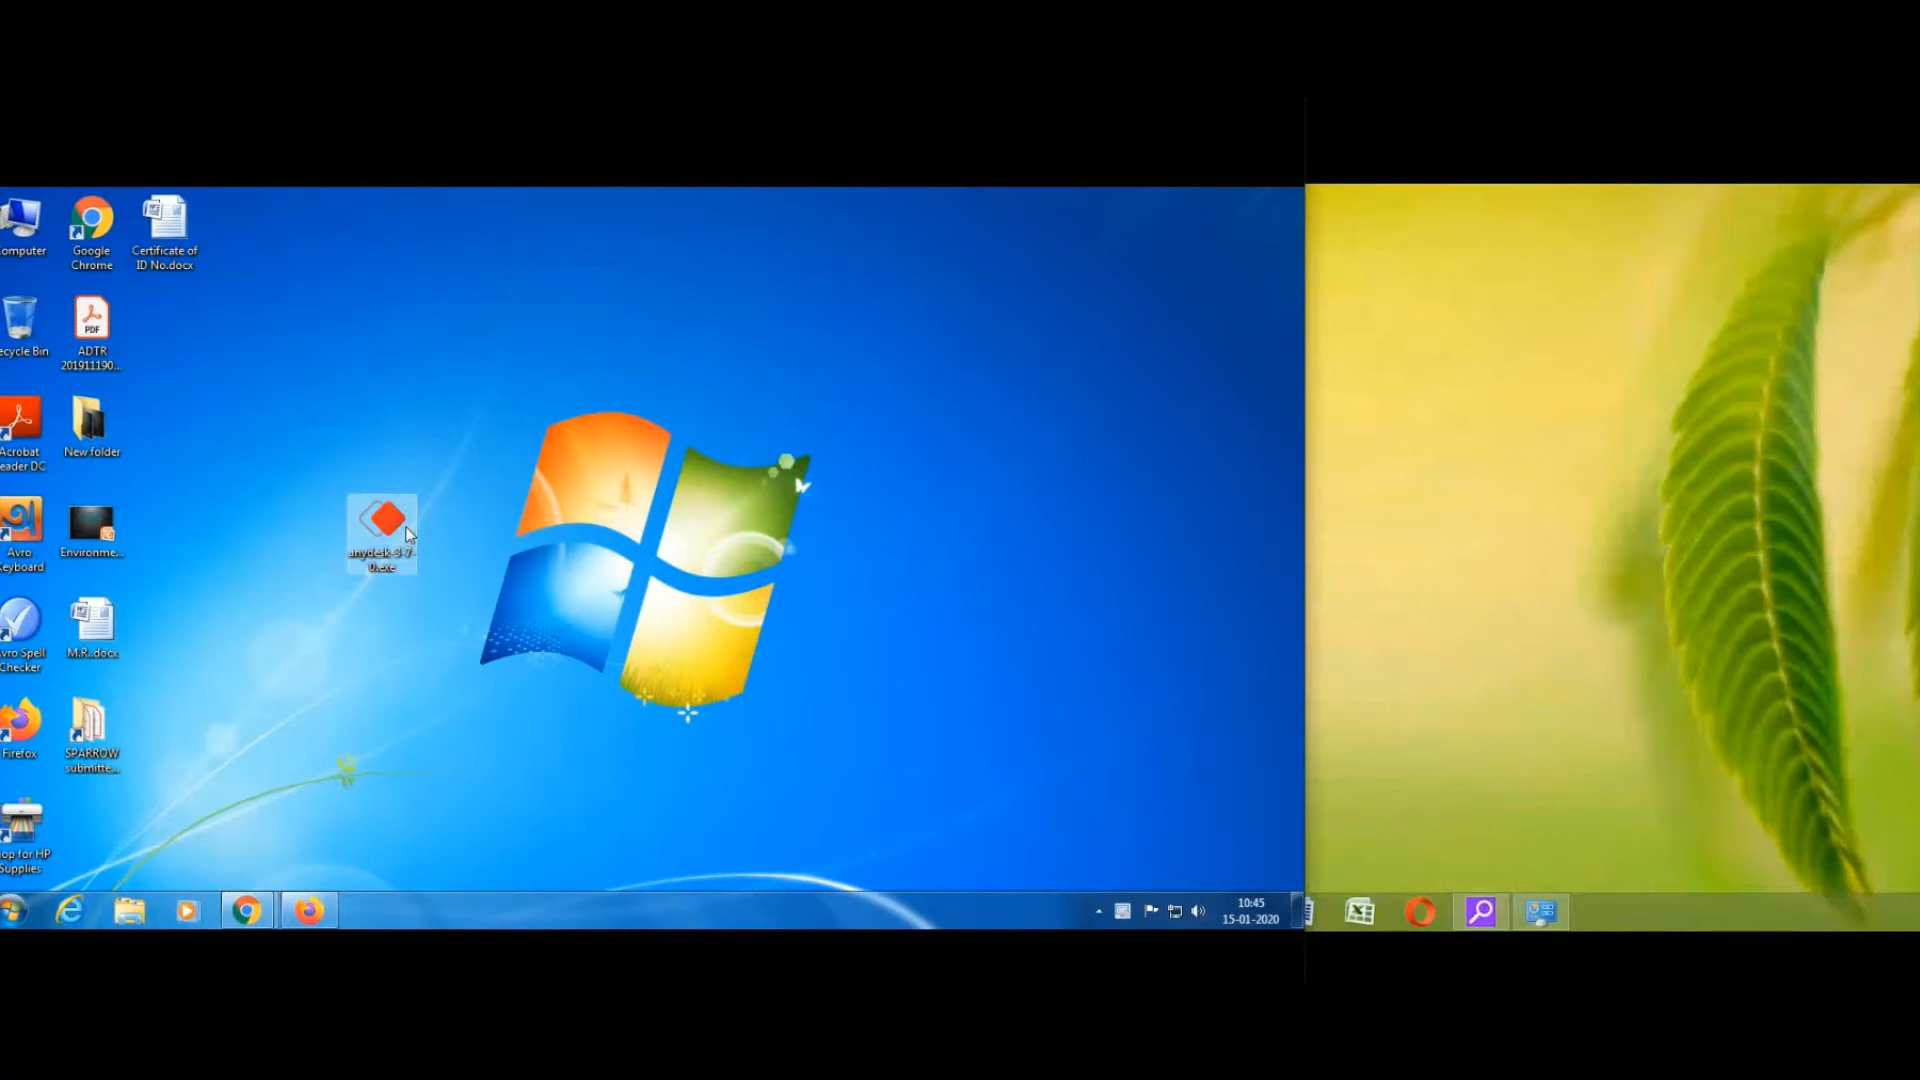 omputer
Google
Chrome
Certificate of
ID No.docx
ecycle Bin
PDF
ADTR
201911190...
Acrobat
eader DC
New folder
Avro
Keyboard
Environme...
anydesk-3-7-
0.exe
vro Spell
Checker
M.R..docx
Firefox
SPARROW
submitte...
op for HP
Supplies
10:45
15-01-2020